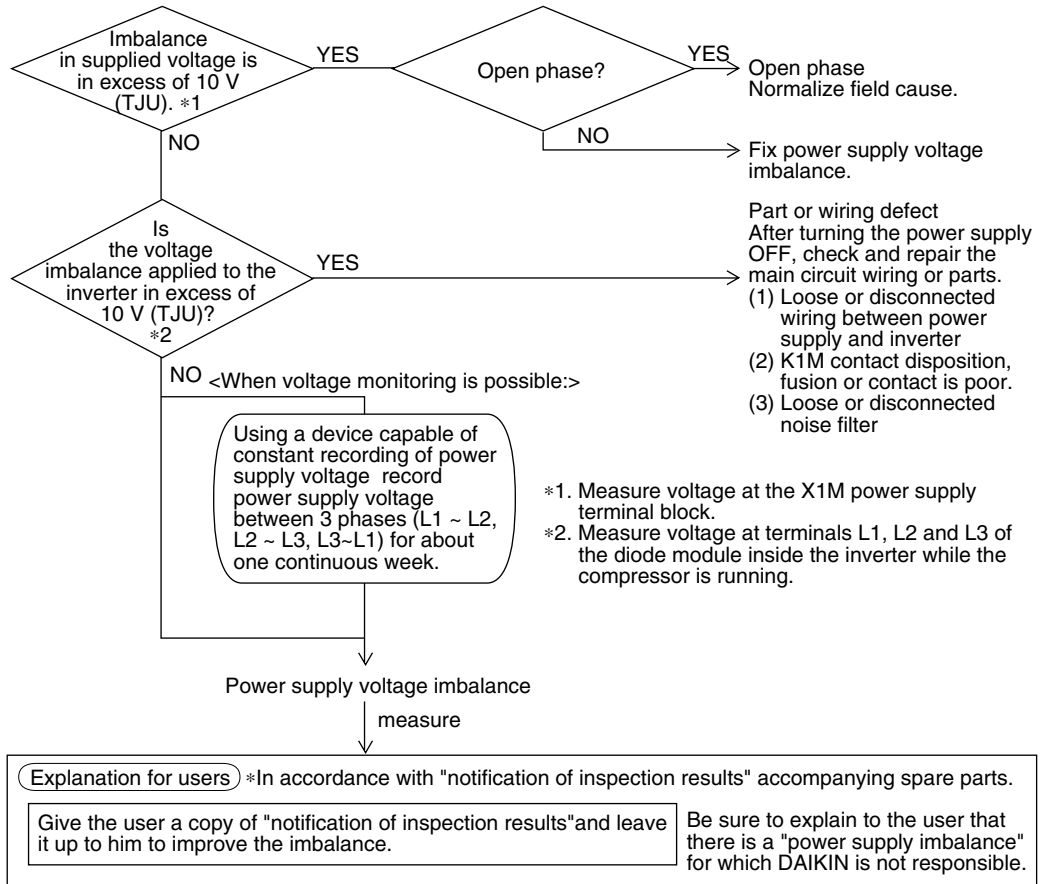 Imbalance
in supplied voltage is
in excess of 10 V
(TJU). *1
YES
Open phase?
YES
Open phase
Normalize field cause.
NO
NO
Fix power supply voltage
imbalance.
Is
the voltage
imbalance applied to the
inverter in excess of
10 V (TJU)?
*2
YES
Part or wiring defect
After turning the power supply
OFF, check and repair the
main circuit wiring or parts.
(1) Loose or disconnected
wiring between power
supply and inverter
(2) K1M contact disposition,
fusion or contact is poor.
(3) Loose or disconnected
noise filter
NO
<When voltage monitoring is possible:>
Using a device capable of
constant recording of power
supply voltage record
power supply voltage
between 3 phases (L1 ~ L2,
L2 ~ L3, L3~L1) for about
one continuous week.
*1. Measure voltage at the X1M power supply
terminal block.
*2. Measure voltage at terminals L1, L2 and L3 of
the diode module inside the inverter while the
compressor is running.
Power supply voltage imbalance
measure
Explanation for users *In accordance with "notification of inspection results" accompanying spare parts.
Give the user a copy of "notification of inspection results"and leave
it up to him to improve the imbalance.
Be sure to explain to the user that
there is a "power supply imbalance"
for which DAIKIN is not responsible.